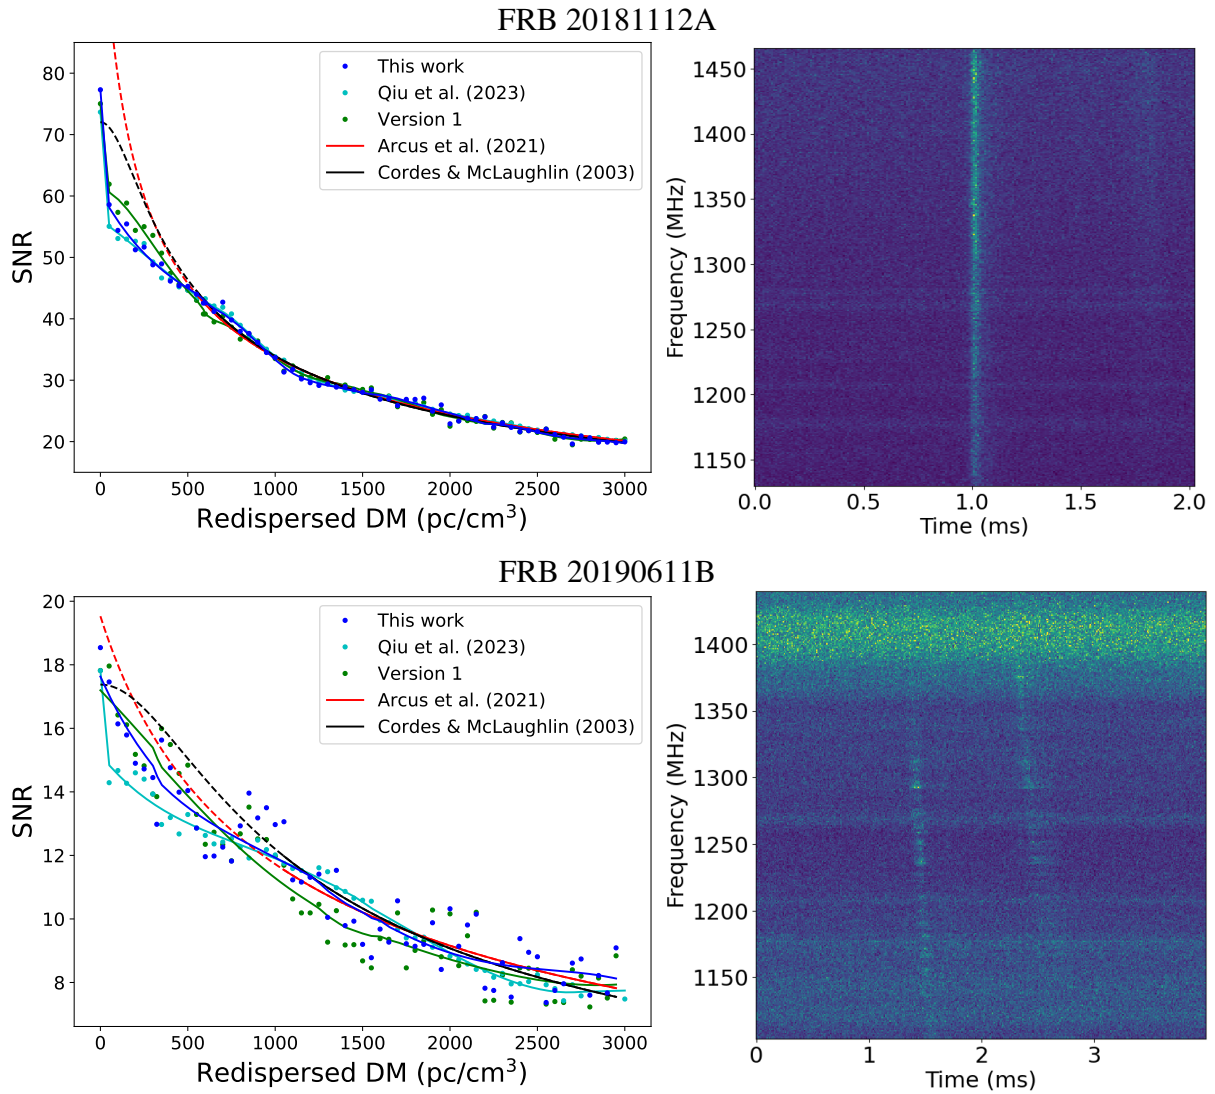 FRB 20181112A
80
70
60
50
40
30
20
SNR
This work
Qiu et al. (2023)
Version 1
Arcus et al. (2021)
Cordes & McLaughlin (2003)
0 500 1000 1500 2000 2500 3000
Redispersed DM (pc/cm³)
1450
1400
1350
1300
1250
1200
1150
Frequency (MHz)
0.0 0.5 1.0 1.5 2.0
Time (ms)
FRB 20190611B
20
18
16
14
12
10
8
SNR
This work
Qiu et al. (2023)
Version 1
Arcus et al. (2021)
Cordes & McLaughlin (2003)
0 500 1000 1500 2000 2500 3000
Redispersed DM (pc/cm³)
1400
1350
1300
1250
1200
1150
Frequency (MHz)
0 1 2 3
Time (ms)